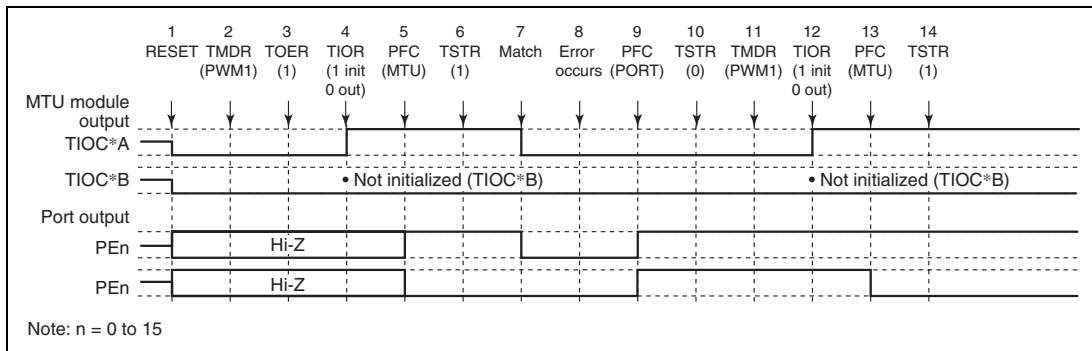 1 2 3 4 5 6 7 8 9 10 11 12 13 14
RESET TMDR TOER TIOR PFC TSTR Match Error PFC TSTR TMDR TIOR PFC TSTR
(PWM1) (1) (1 init (MTU) (1) occurs (PORT) (0) (PWM1) (1 init (MTU) (1)
0 out) 0 out)
MTU module
output
TIOC*A
TIOC*B • Not initialized (TIOC*B) • Not initialized (TIOC*B)
Port output
PEn Hi-Z
PEn Hi-Z
Note: n = 0 to 15